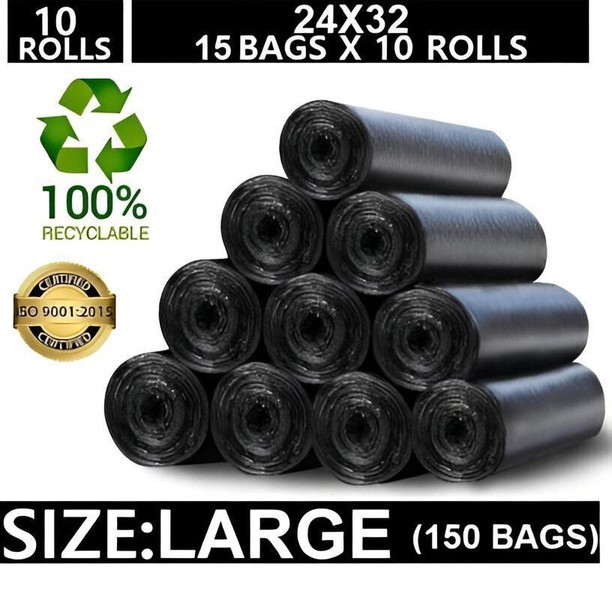 10
ROLLS
24X32
15 BAGS X 10 ROLLS
100%
RECYCLABLE
CERTIFIED
ISO 9001:2015
CERTIFIED
SIZE:LARGE (150 BAGS)